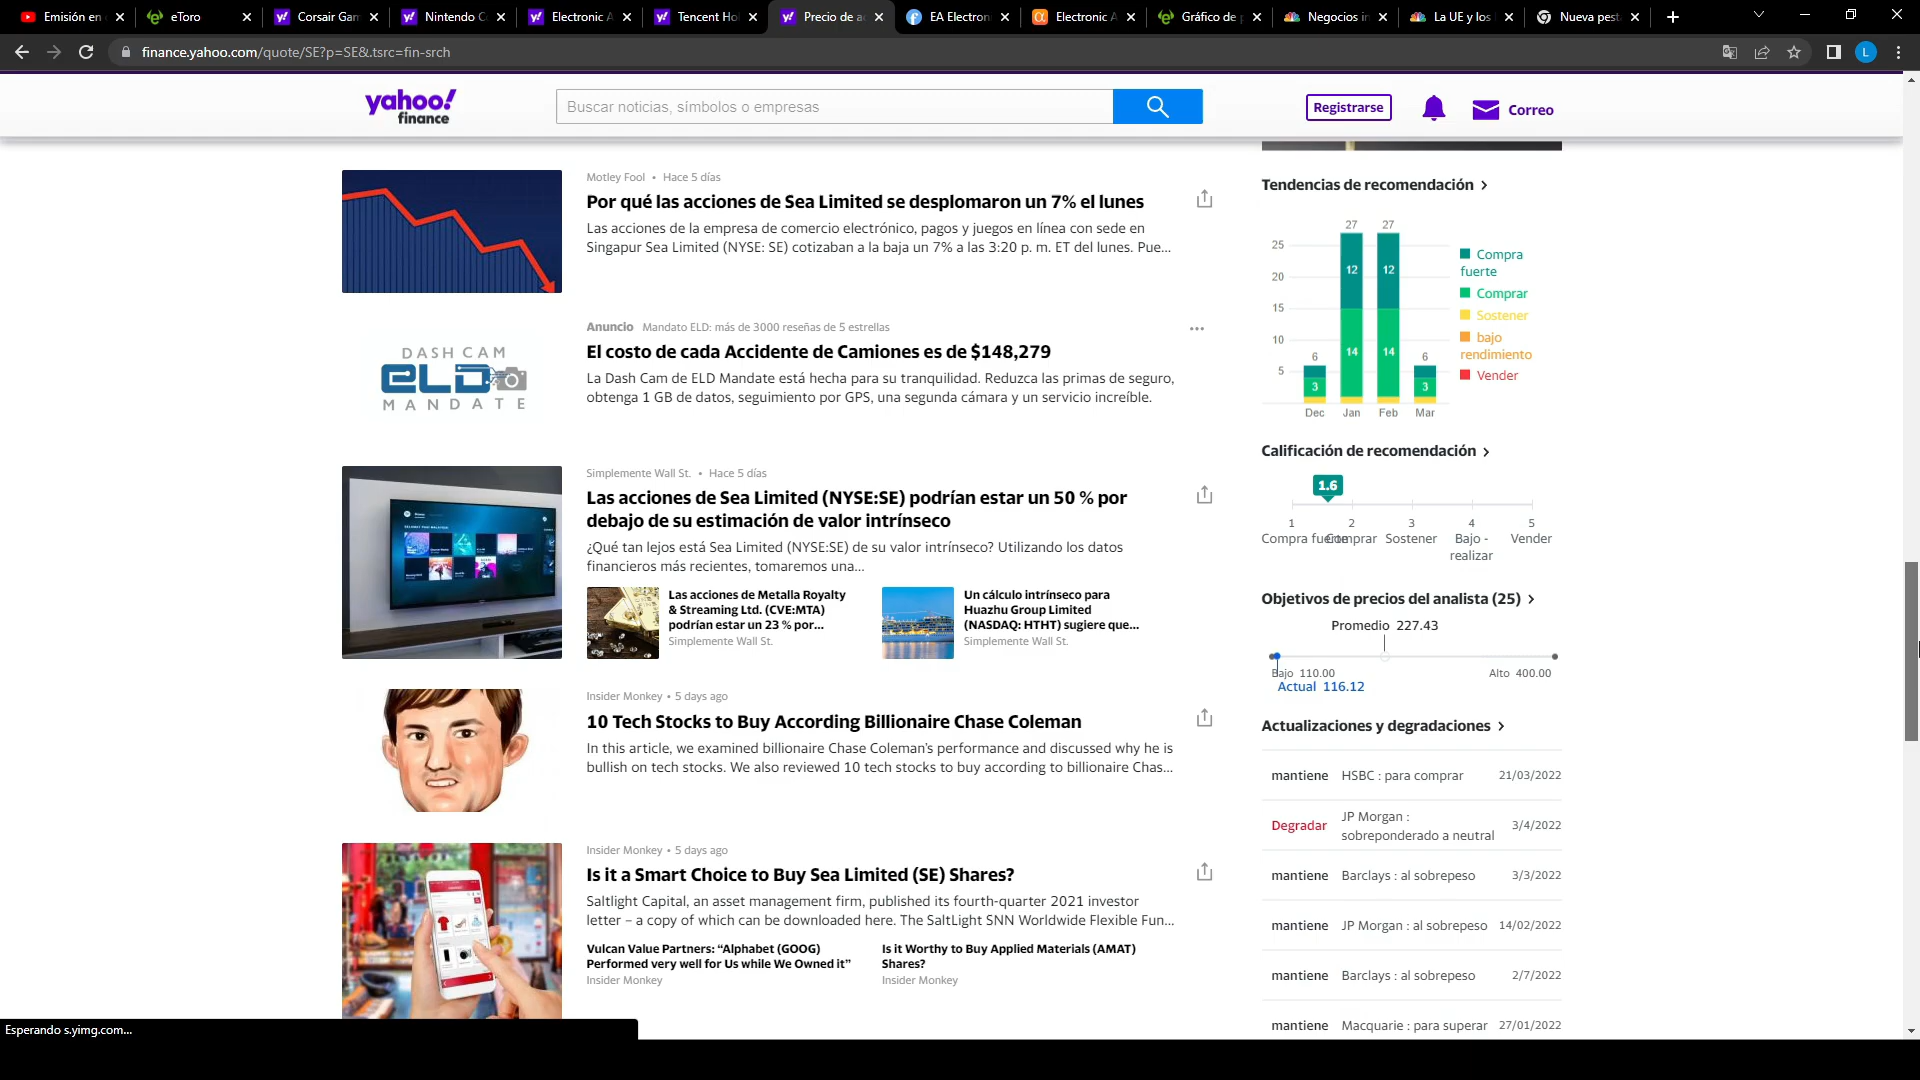 Emisión en
eToro
Corsair Gan
Nintendo C
Electronic A
Tencent Hol
Precio de a
EA Electron
Electronic A
Gráfico de p
Negocios in
La UE y los
Nueva pest
finance.yahoo.com/quote/SE?p=SE&.tsrc=fin-srch
L
yahoo!
finance
Buscar noticias, símbolos o empresas
Registrarse
Correo
Motley Fool • Hace 5 días
Por qué las acciones de Sea Limited se desplomaron un 7% el lunes
Las acciones de la empresa de comercio electrónico, pagos y juegos en línea con sede en
Singapur Sea Limited (NYSE: SE) cotizaban a la baja un 7% a las 3:20 p. m. ET del lunes. Pue...
DASH CAM
ELD
MANDATE
Anuncio Mandato ELD: más de 3000 reseñas de 5 estrellas
El costo de cada Accidente de Camiones es de $148,279
La Dash Cam de ELD Mandate está hecha para su tranquilidad. Reduzca las primas de seguro,
obtenga 1 GB de datos, seguimiento por GPS, una segunda cámara y un servicio increíble.
Simplemente Wall St. • Hace 5 días
Las acciones de Sea Limited (NYSE:SE) podrían estar un 50 % por
debajo de su estimación de valor intrínseco
¿Qué tan lejos está Sea Limited (NYSE:SE) de su valor intrínseco? Utilizando los datos
financieros más recientes, tomaremos una...
Las acciones de Metalla Royalty
& Streaming Ltd. (CVE:MTA)
podrían estar un 23 % por...
Simplemente Wall St.
Un cálculo intrínseco para
Huazhu Group Limited
(NASDAQ: HTHT) sugiere que...
Simplemente Wall St.
Insider Monkey • 5 days ago
10 Tech Stocks to Buy According Billionaire Chase Coleman
In this article, we examined billionaire Chase Coleman's performance and discussed why he is
bullish on tech stocks. We also reviewed 10 tech stocks to buy according to billionaire Chas...
Insider Monkey • 5 days ago
Is it a Smart Choice to Buy Sea Limited (SE) Shares?
Saltlight Capital, an asset management firm, published its fourth-quarter 2021 investor
letter – a copy of which can be downloaded here. The SaltLight SNN Worldwide Flexible Fun...
Vulcan Value Partners: “Alphabet (GOOG)
Performed very well for Us while We Owned it”
Insider Monkey
Is it Worthy to Buy Applied Materials (AMAT)
Shares?
Insider Monkey
Tendencias de recomendación
27 27
25
20
15
10
5
12 12
14 14
6 6
3 3
Dec Jan Feb Mar
Compra
fuerte
Comprar
Sostener
bajo
rendimiento
Vender
Calificación de recomendación
1.6
1 2 3 4 5
Compra fuerte
Comprar
Sostener
Bajo -
realizar
Vender
Objetivos de precios del analista (25)
Promedio 227.43
Bajo 110.00
Alto 400.00
Actual 116.12
Actualizaciones y degradaciones
mantiene HSBC : para comprar 21/03/2022
Degradar JP Morgan :
sobreponderado a neutral 3/4/2022
mantiene Barclays : al sobrepeso 3/3/2022
mantiene JP Morgan : al sobrepeso 14/02/2022
mantiene Barclays : al sobrepeso 2/7/2022
mantiene Macquarie : para superar 27/01/2022
Esperando s.yimg.com...